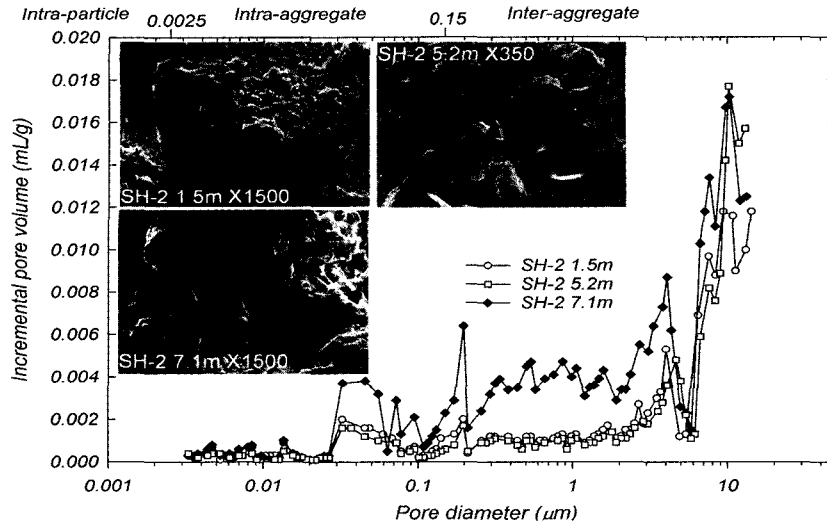 Intra-particle Intra-aggregate Inter-aggregate
0.0025 0.15
0.020
0.018
0.016
0.014
0.012
0.010
0.008
0.006
0.004
0.002
0.000
Incremental pore volume (mL/g)
SH-2 5.2m X350
SH-2 1 5m X1500
SH-2 7.1m X1500
SH-2 1.5m
SH-2 5.2m
SH-2 7.1m
0.001 0.01 0.1 1 10
Pore diameter (μm)